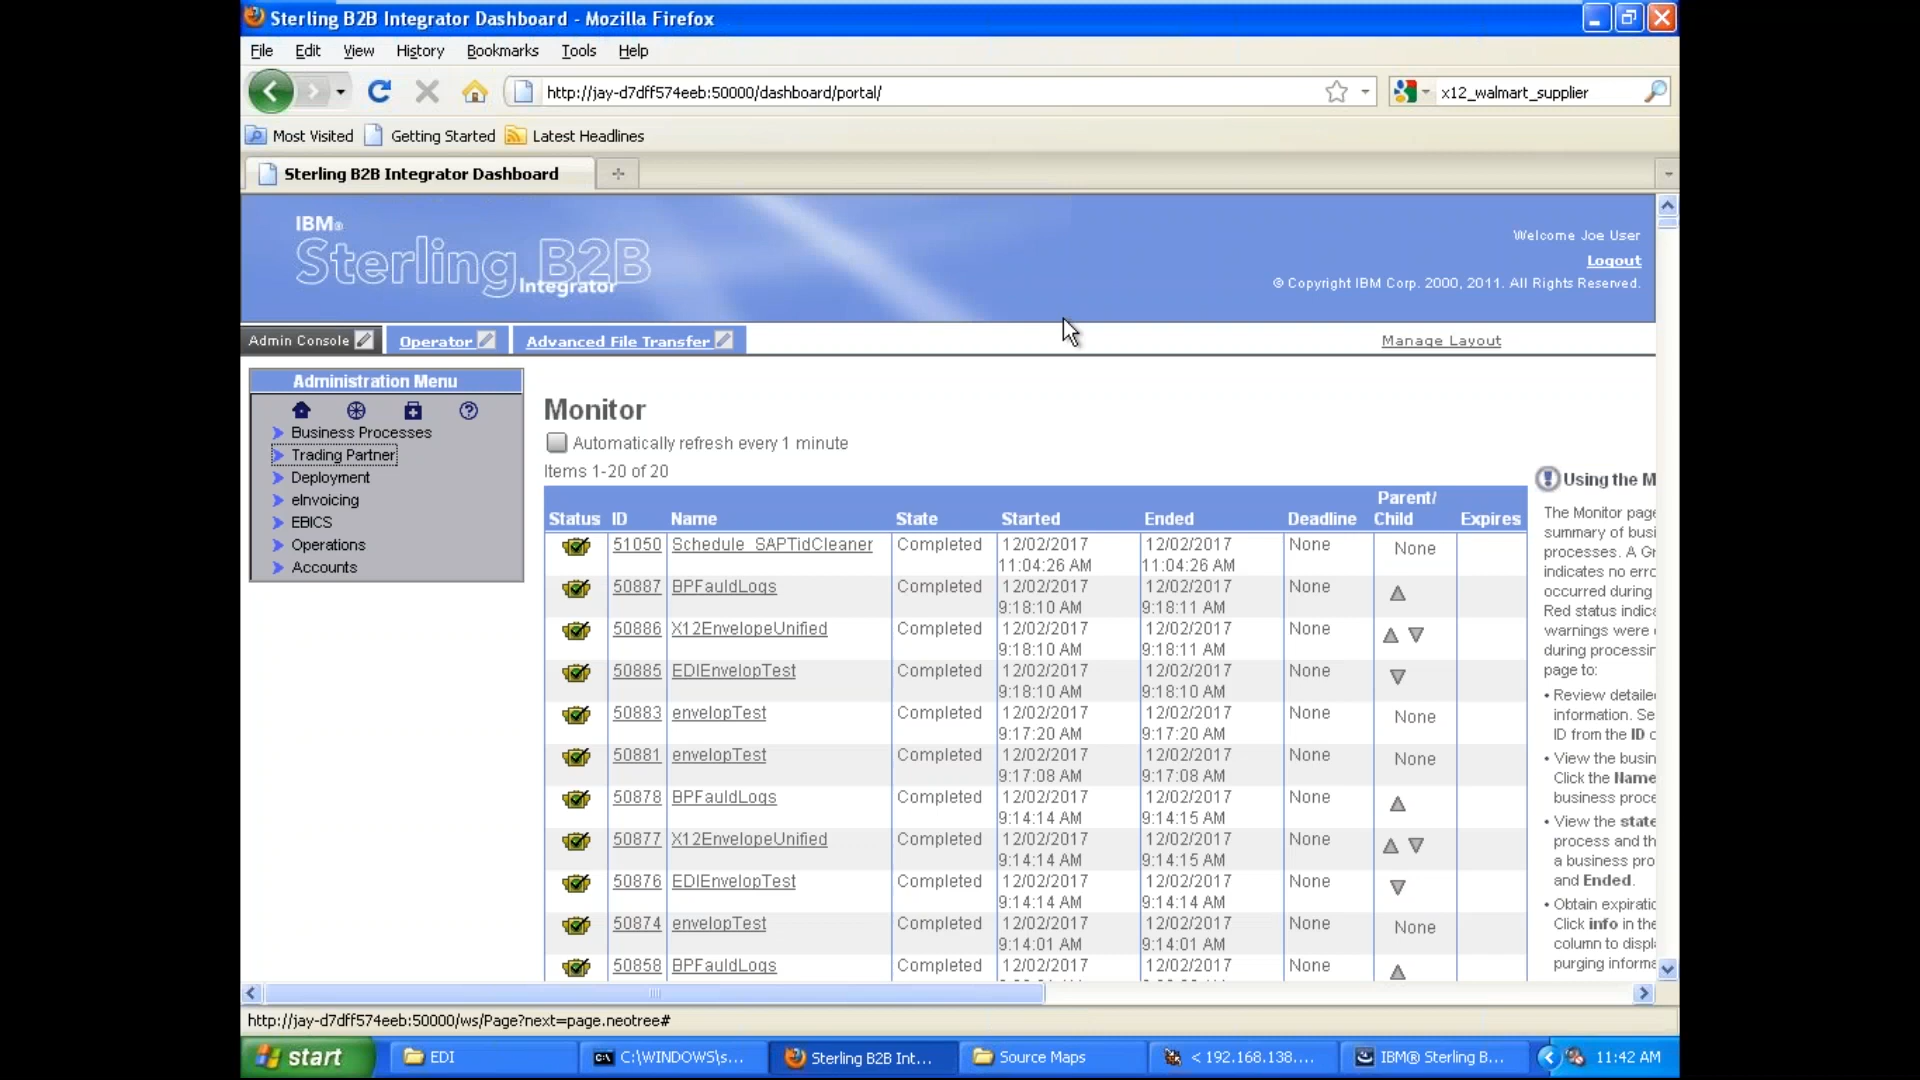 Sterling B2B Integrator Dashboard - Mozilla Firefox
File Edit View History Bookmarks Tools Help
http://jay-d7dff574eeb:50000/dashboard/portal/
x12_walmart_supplier
Most Visited Getting Started Latest Headlines
Sterling B2B Integrator Dashboard
IBM®
Sterling B2B
Integrator
Welcome Joe User
Logout
© Copyright IBM Corp. 2000, 2011. All Rights Reserved.
Admin Console Operator Advanced File Transfer Manage Layout
Administration Menu
Business Processes
Trading Partner
Deployment
eInvoicing
EBICS
Operations
Accounts
Monitor
Automatically refresh every 1 minute
Items 1-20 of 20
Status ID Name State Started Ended Deadline Parent/ Child Expires
51050 Schedule_SAPTidCleaner Completed 12/02/2017 11:04:26 AM 12/02/2017 11:04:26 AM None None
50887 BPFauldLogs Completed 12/02/2017 9:18:10 AM 12/02/2017 9:18:11 AM None
50886 X12EnvelopeUnified Completed 12/02/2017 9:18:10 AM 12/02/2017 9:18:11 AM None
50885 EDIEnvelopTest Completed 12/02/2017 9:18:10 AM 12/02/2017 9:18:10 AM None
50883 envelopTest Completed 12/02/2017 9:17:20 AM 12/02/2017 9:17:20 AM None None
50881 envelopTest Completed 12/02/2017 9:17:08 AM 12/02/2017 9:17:08 AM None None
50878 BPFauldLogs Completed 12/02/2017 9:14:14 AM 12/02/2017 9:14:15 AM None
50877 X12EnvelopeUnified Completed 12/02/2017 9:14:14 AM 12/02/2017 9:14:15 AM None
50876 EDIEnvelopTest Completed 12/02/2017 9:14:14 AM 12/02/2017 9:14:14 AM None
50874 envelopTest Completed 12/02/2017 9:14:01 AM 12/02/2017 9:14:01 AM None None
50858 BPFauldLogs Completed 12/02/2017 12/02/2017 None
Using the M
The Monitor page
summary of busi
processes. A Gr
indicates no erro
occurred during
Red status indica
warnings were
during processin
page to:
• Review detailed
information. Se
ID from the ID
• View the busin
Click the Name
business proce
• View the state
process and th
a business pro
and Ended.
• Obtain expiratio
Click info in the
column to displa
purging informa
http://jay-d7dff574eeb:50000/ws/Page?next=page.neotree#
start EDI C:\WINDOWS\s... Sterling B2B Int... Source Maps < 192.168.138.... IBM® Sterling B... 11:42 AM